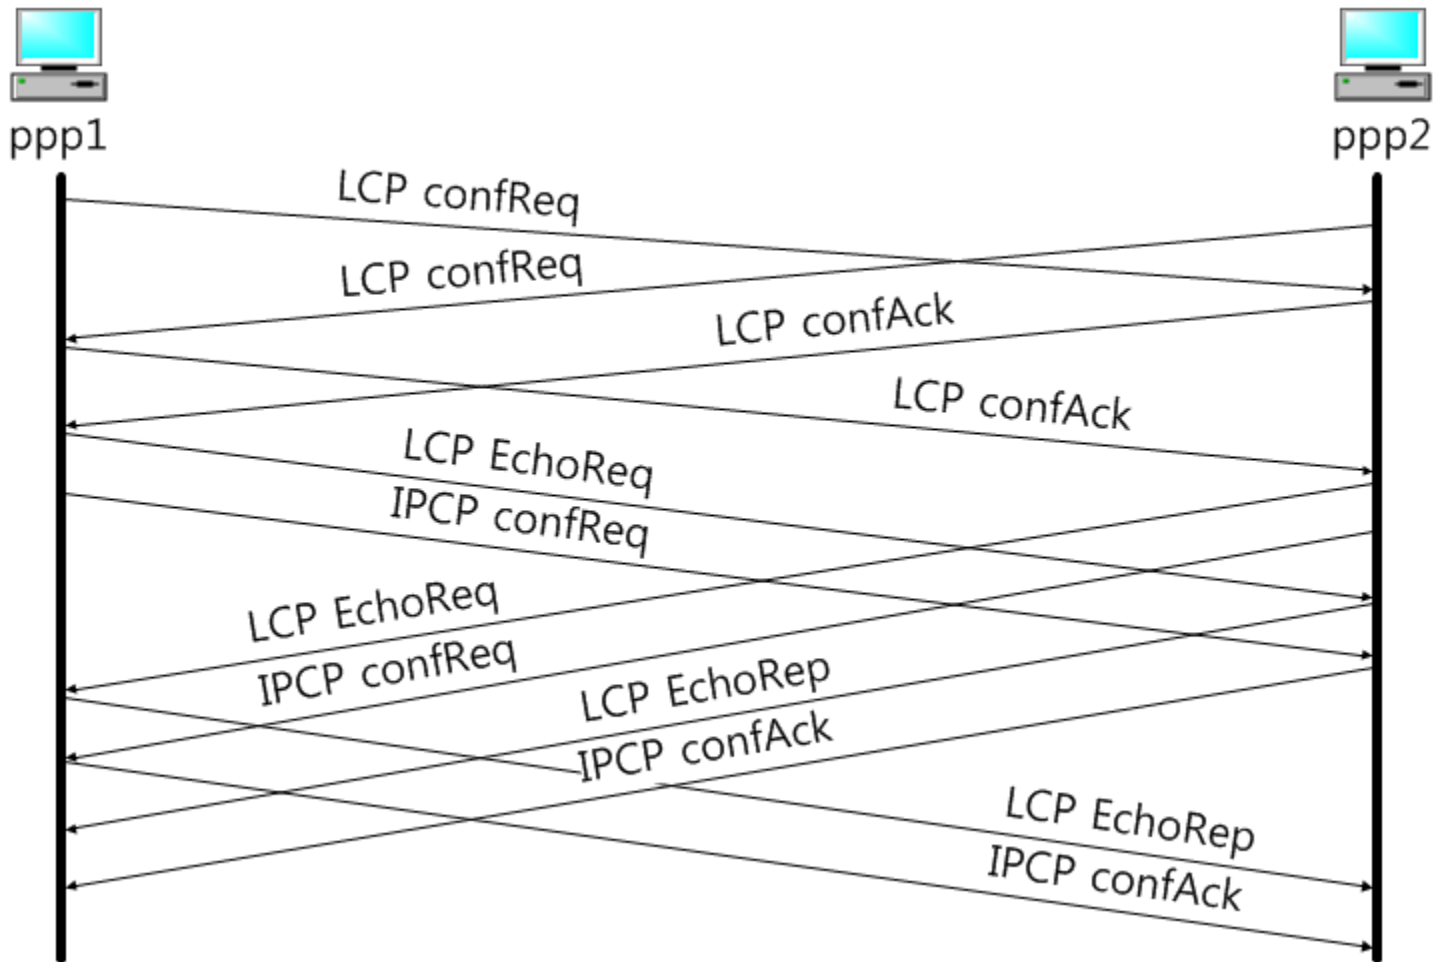 ppp1
ppp2
LCP confReq
LCP confReq
LCP confAck
LCP confAck
LCP EchoReq
IPCP confReq
LCP EchoReq
IPCP confReq
LCP EchoRep
IPCP confAck
LCP EchoRep
IPCP confAck